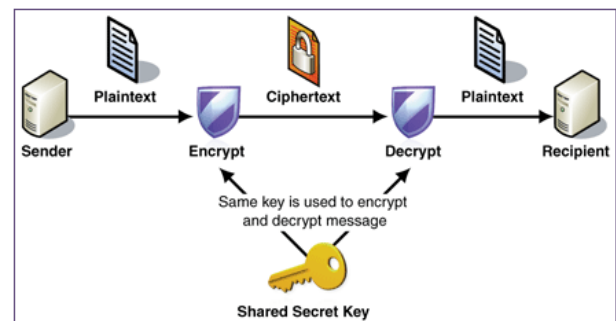 Plaintext
Ciphertext
Plaintext
Sender
Encrypt
Decrypt
Recipient
Same key is used to encrypt
and decrypt message
Shared Secret Key